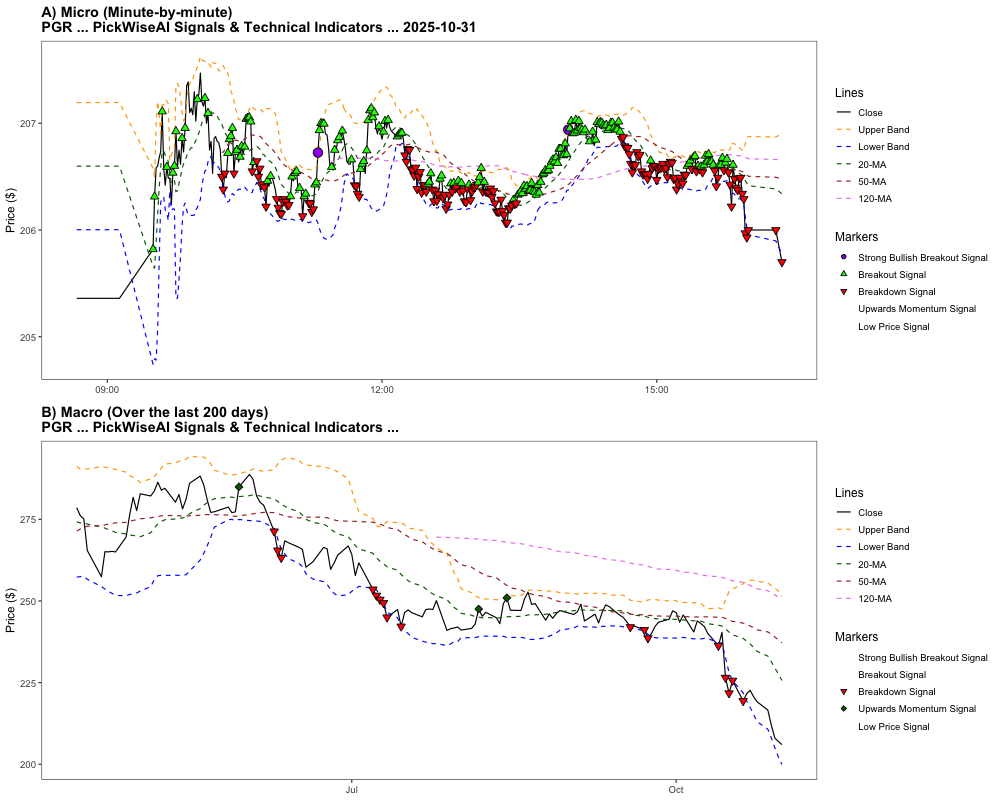 A) Micro (Minute-by-minute)
PGR ... PickWiseAI Signals & Technical Indicators ... 2025-10-31
Price ($)
207
206
205
09:00
12:00
15:00
Lines
Close
Upper Band
Lower Band
20-MA
50-MA
120-MA
Markers
Strong Bullish Breakout Signal
Breakout Signal
Breakdown Signal
Upwards Momentum Signal
Low Price Signal
B) Macro (Over the last 200 days)
PGR ... PickWiseAI Signals & Technical Indicators ...
Price ($)
275
250
225
200
Jul
Oct
Lines
Close
Upper Band
Lower Band
20-MA
50-MA
120-MA
Markers
Strong Bullish Breakout Signal
Breakout Signal
Breakdown Signal
Upwards Momentum Signal
Low Price Signal